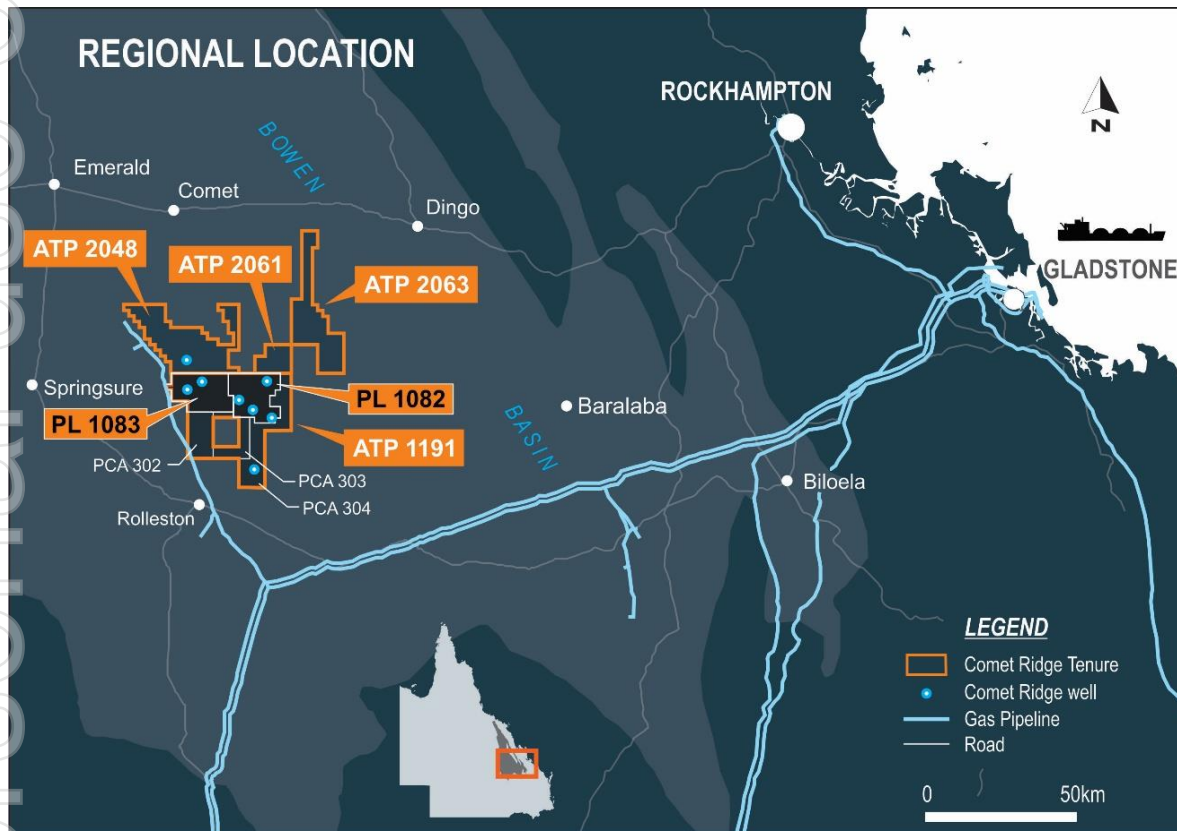 REGIONAL LOCATION
ROCKHAMPTON
N
BOWEN
Emerald
Comet
Dingo
ATP 2048
ATP 2061
ATP 2063
GLADSTONE
Springsure
PL 1083
PL 1082
Baralaba
BASIN
ATP 1191
PCA 302
PCA 303
PCA 304
Biloela
Rolleston
LEGEND
Comet Ridge Tenure
Comet Ridge well
Gas Pipeline
Road
0 50km